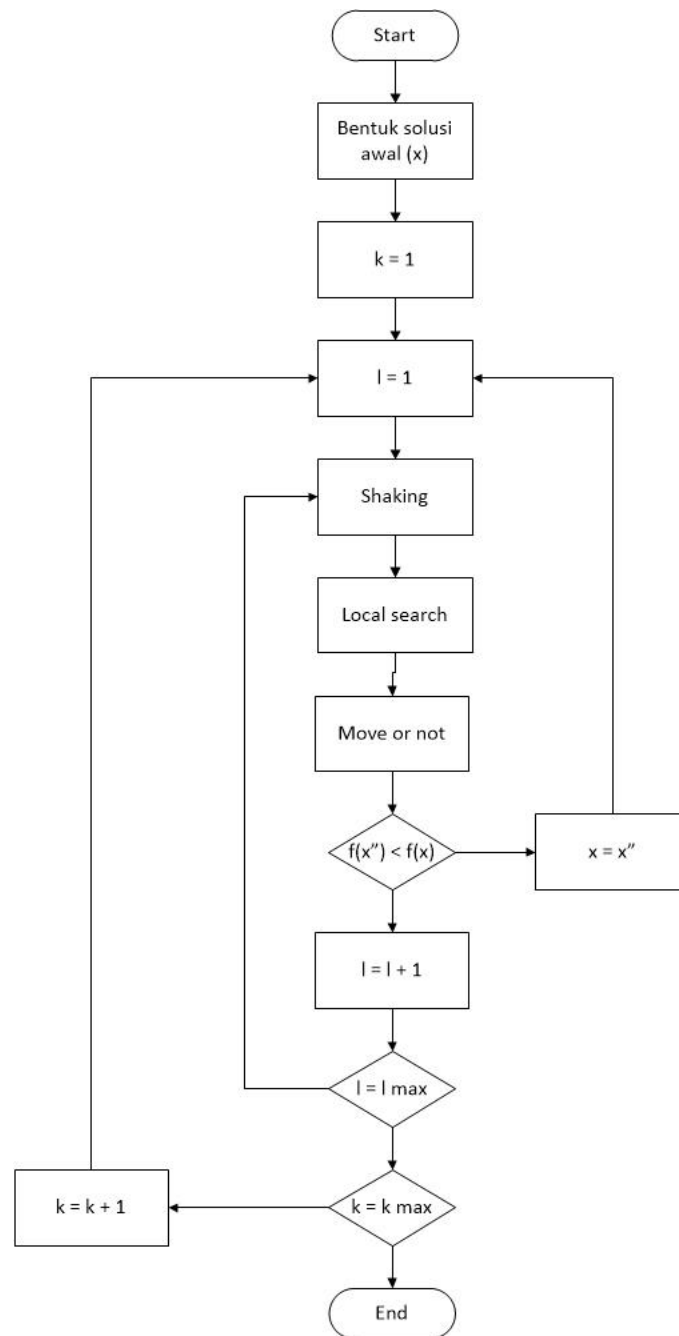 Start
Bentuk solusi
awal (x)
k = 1
l = 1
Shaking
Local search
Move or not
f(x”) < f(x)
x = x”
l = l + 1
l = l max
k = k + 1
k = k max
End